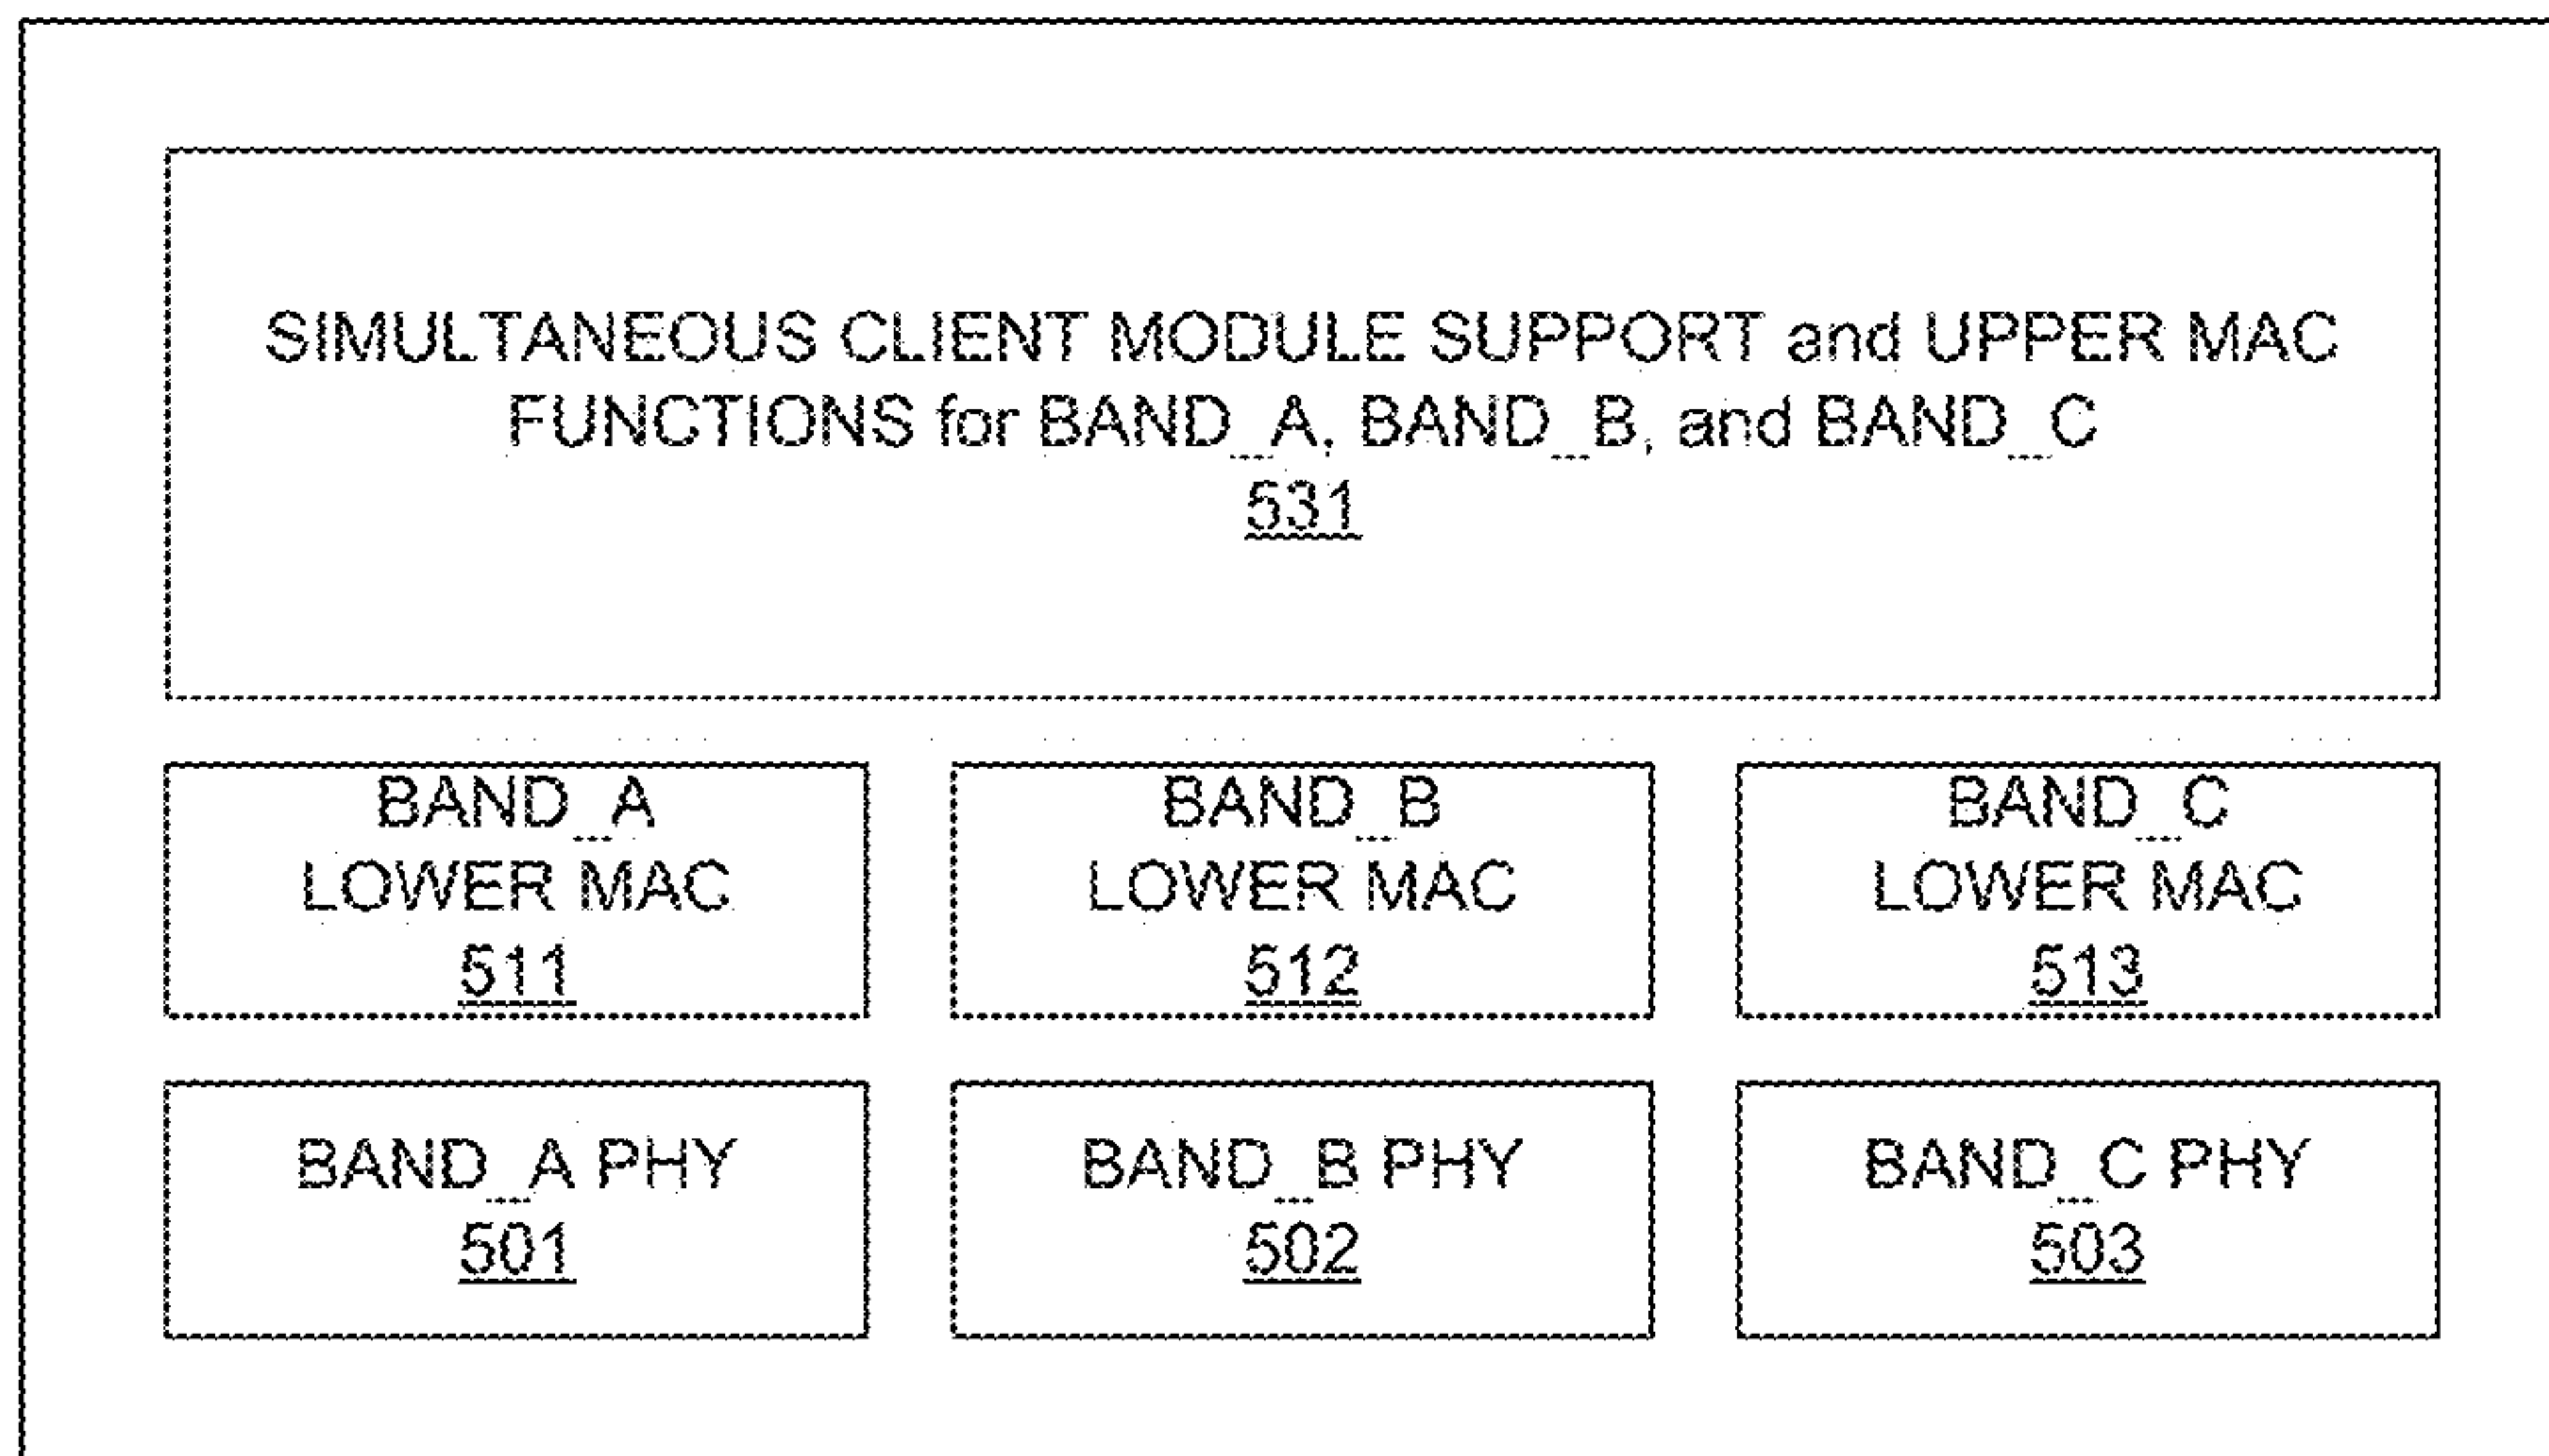 SIMULTANEOUS CLIENT MODULE SUPPORT and UPPER MAC
FUNCTIONS for BAND_A, BAND_B, and BAND_C
531
BAND_A
LOWER MAC
511
BAND_B
LOWER MAC
512
BAND_C
LOWER MAC
513
BAND_A PHY
501
BAND_B PHY
502
BAND_C PHY
503